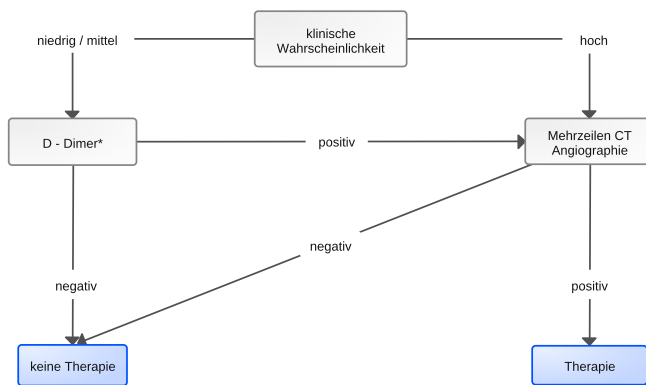 klinische
Wahrscheinlichkeit
niedrig / mittel
hoch
D - Dimer*
positiv
Mehrzeilen CT
Angiographie
negativ
negativ
positiv
keine Therapie
Therapie